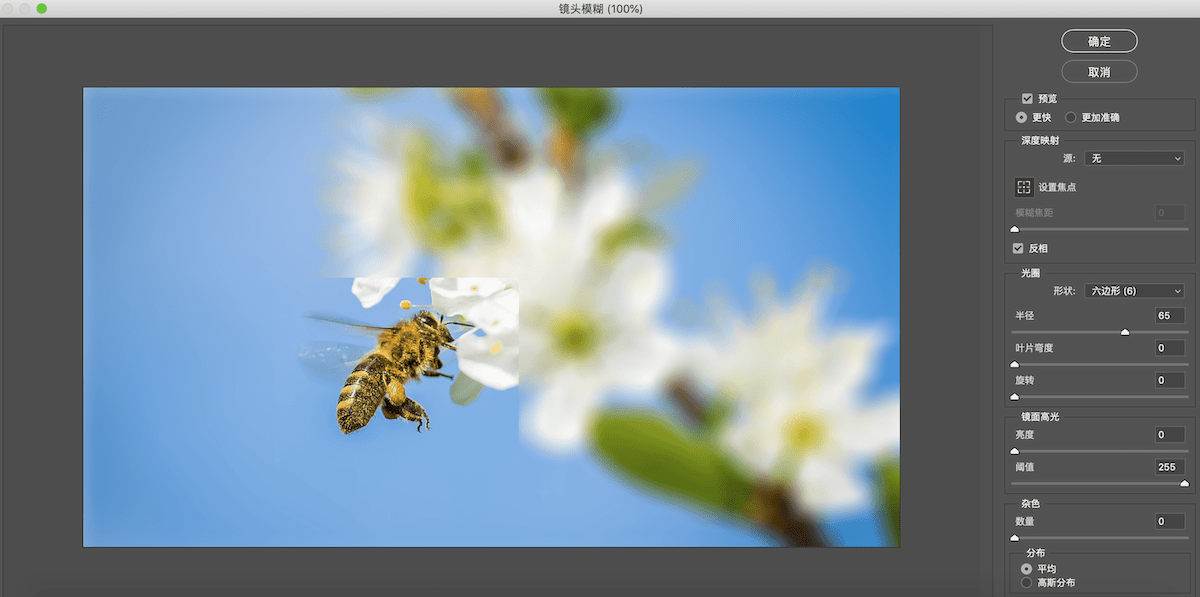 镜头模糊 (100%)
确定
取消
预览
更快 更加准确
深度映射
源: 无
设置焦点
模糊焦距 0
反相
光圈
形状: 六边形 (6)
半径 65
叶片弯度 0
旋转 0
镜面高光
亮度 0
阈值 255
杂色
数量 0
分布
平均
高斯分布